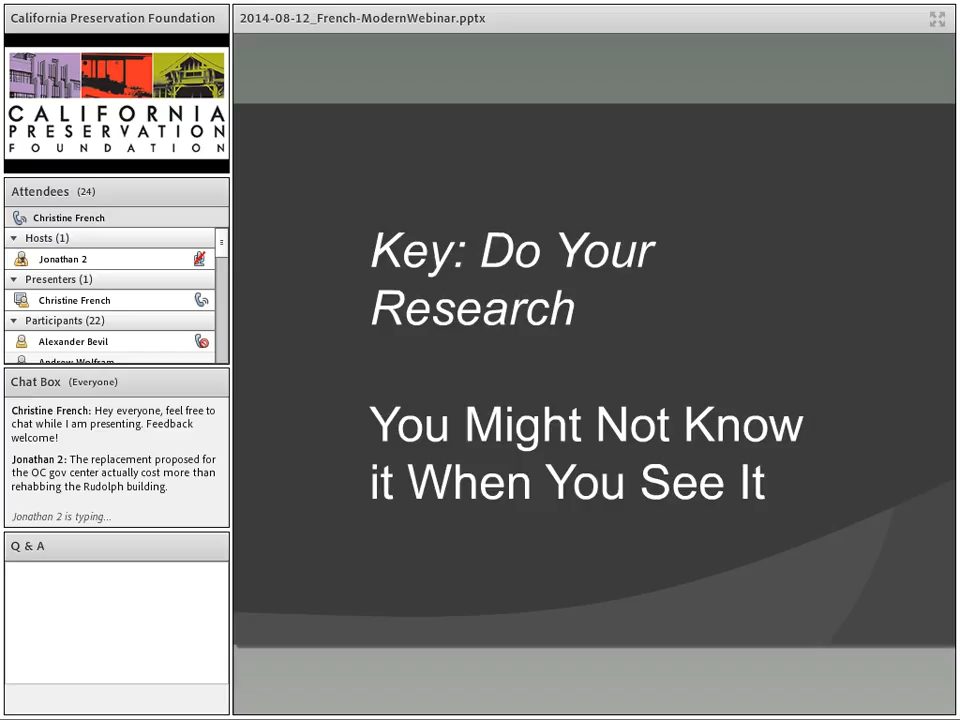 California Preservation Foundation
CALIFORNIA
PRESERVATION
FOUNDATION
Attendees (24)
Christine French
Hosts (1)
Jonathan 2
Presenters (1)
Christine French
Participants (22)
Alexander Bevil
Andrew Wolfram
Chat Box (Everyone)
Christine French: Hey everyone, feel free to
chat while I am presenting. Feedback
welcome!
Jonathan 2: The replacement proposed for
the OC gov center actually cost more than
rehabbing the Rudolph building.
Jonathan 2 is typing...
Q & A
2014-08-12_French-ModernWebinar.pptx
Key: Do Your
Research
You Might Not Know
it When You See It